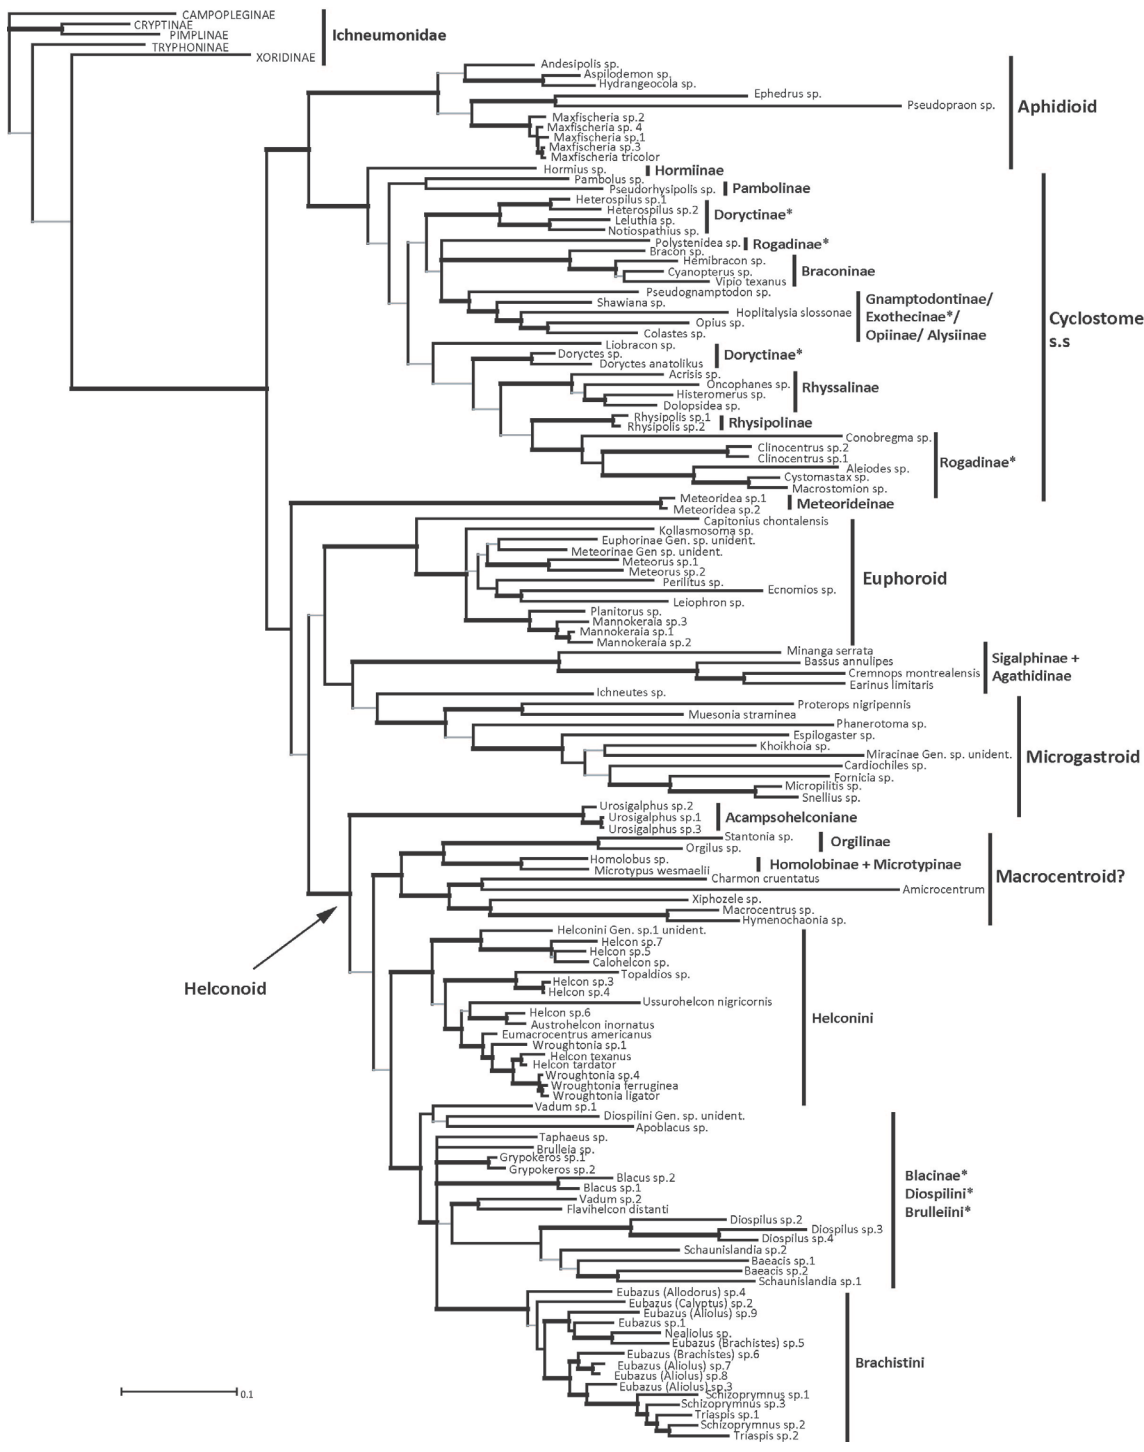 CAMPOPLEGINAE
CRYPTINAE
PIMPLINAE
TRYPHONINAE
XORIDINAE
Ichneumonidae
Andesipolis sp.
Aspilodemon sp.
Hydrangeocola sp.
Ephedrus sp.
Pseudopraon sp.
Maxfischeria sp.2
Maxfischeria sp. 4
Maxfischeria sp.1
Maxfischeria sp.3
Maxfischeria tricolor
Aphidioid
Hormius sp.
Hormiinae
Pambolus sp.
Pseudorhysipolis sp.
Pambolinae
Heterospilus sp.1
Heterospilus sp.2
Leluthia sp.
Notiospathius sp.
Doryctinae*
Polystenidea sp.
Rogadinae*
Bracon sp.
Hemibracon sp.
Cyanopterus sp.
Vipio texanus
Braconinae
Pseudognamptodon sp.
Shawiana sp.
Hoplitalysia slossonae
Opius sp.
Colastes sp.
Gnamptodontinae/
Exothecinae*/
Opiinae/ Alysiinae
Cyclostome
s.s
Liobracon sp.
Doryctes sp.
Doryctes anatolikus
Doryctinae*
Acrisis sp.
Oncophanes sp.
Histeromerus sp.
Dolopsidea sp.
Rhyssalinae
Rhysipolis sp.1
Rhysipolis sp.2
Rhysipolinae
Conobregma sp.
Clinocentrus sp.2
Clinocentrus sp.1
Aleiodes sp.
Cystomastax sp.
Macrostomion sp.
Rogadinae*
Meteoridea sp.1
Meteoridea sp.2
Meteorideinae
Capitonius chontalensis
Kollasmosoma sp.
Euphorinae Gen. sp. unident.
Meteorinae Gen sp. unident.
Meteorus sp.1
Meteorus sp.2
Perilitus sp.
Ecnomios sp.
Leiophron sp.
Planitorus sp.
Mannokeraia sp.3
Mannokeraia sp.1
Mannokeraia sp.2
Euphoroid
Minanga serrata
Bassus annulipes
Cremnops montrealensis
Earinus limitaris
Sigalphinae +
Agathidinae
Ichneutes sp.
Proterops nigripennis
Muesonia straminea
Phanerotoma sp.
Espilogaster sp.
Khoikhoia sp.
Miracinae Gen. sp. unident.
Cardiochiles sp.
Fornicia sp.
Micropilitis sp.
Snellius sp.
Microgastroid
Urosigalphus sp.2
Urosigalphus sp.1
Urosigalphus sp.3
Acampsohelconiane
Stantonia sp.
Orgilus sp.
Orgilinae
Homolobus sp.
Microtypus wesmaelii
Homolobinae + Microtypinae
Charmon cruentatus
Amicrocentrum
Xiphozele sp.
Macrocentrus sp.
Hymenochaonia sp.
Macrocentroid?
Helconoid
Helconini Gen. sp.1 unident.
Helcon sp.7
Helcon sp.5
Calohelcon sp.
Topaldios sp.
Helcon sp.3
Helcon sp.4
Ussurohelcon nigricornis
Helcon sp.6
Austrohelcon inornatus
Eumacrocentrus americanus
Wroughtonia sp.1
Helcon texanus
Helcon tardator
Wroughtonia sp.4
Wroughtonia ferruginea
Wroughtonia ligator
Helconini
Vadum sp.1
Diospilini Gen. sp. unident.
Apoblacus sp.
Taphaeus sp.
Brulleia sp.
Grypokeros sp.1
Grypokeros sp.2
Blacus sp.2
Blacus sp.1
Vadum sp.2
Flavihelcon distanti
Diospilus sp.2
Diospilus sp.3
Diospilus sp.4
Schaunislandia sp.2
Baeacis sp.1
Baeacis sp.2
Schaunislandia sp.1
Blacinae*
Diospilini*
Brulleiini*
Eubazus (Allodorus) sp.4
Eubazus (Calyptus) sp.2
Eubazus (Aliolus) sp.9
Eubazus sp.1
Nealiolus sp.
Eubazus (Brachistes) sp.5
Eubazus (Brachistes) sp.6
Eubazus (Aliolus) sp.7
Eubazus (Aliolus) sp.8
Eubazus (Aliolus) sp.3
Schizoprymnus sp.1
Schizoprymnus sp.3
Triaspis sp.1
Schizoprymnus sp.2
Triaspis sp.2
Brachistini
0.1